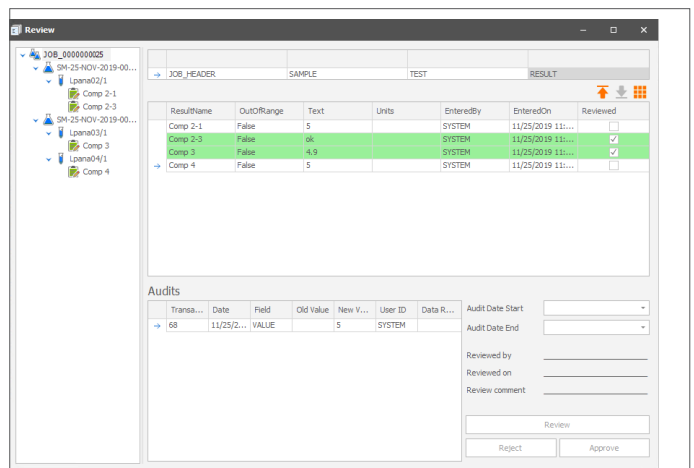 Review
JOB_0000000025
SM-25-NOV-2019-00...
Lpana02/1
Comp 2-1
Comp 2-3
SM-25-NOV-2019-00...
Lpana03/1
Comp 3
Lpana04/1
Comp 4
JOB_HEADER SAMPLE TEST RESULT
ResultName OutOfRange Text Units EnteredBy EnteredOn Reviewed
Comp 2-1 False 5 SYSTEM 11/25/2019 11:...
Comp 2-3 False ok SYSTEM 11/25/2019 11:...
Comp 3 False 4.9 SYSTEM 11/25/2019 11:...
Comp 4 False 5 SYSTEM 11/25/2019 11:...
Audits
Transa... Date Field Old Value New V... User ID Data R...
68 11/25/2... VALUE 5 SYSTEM
Audit Date Start
Audit Date End
Reviewed by
Reviewed on
Review comment
Review
Reject Approve